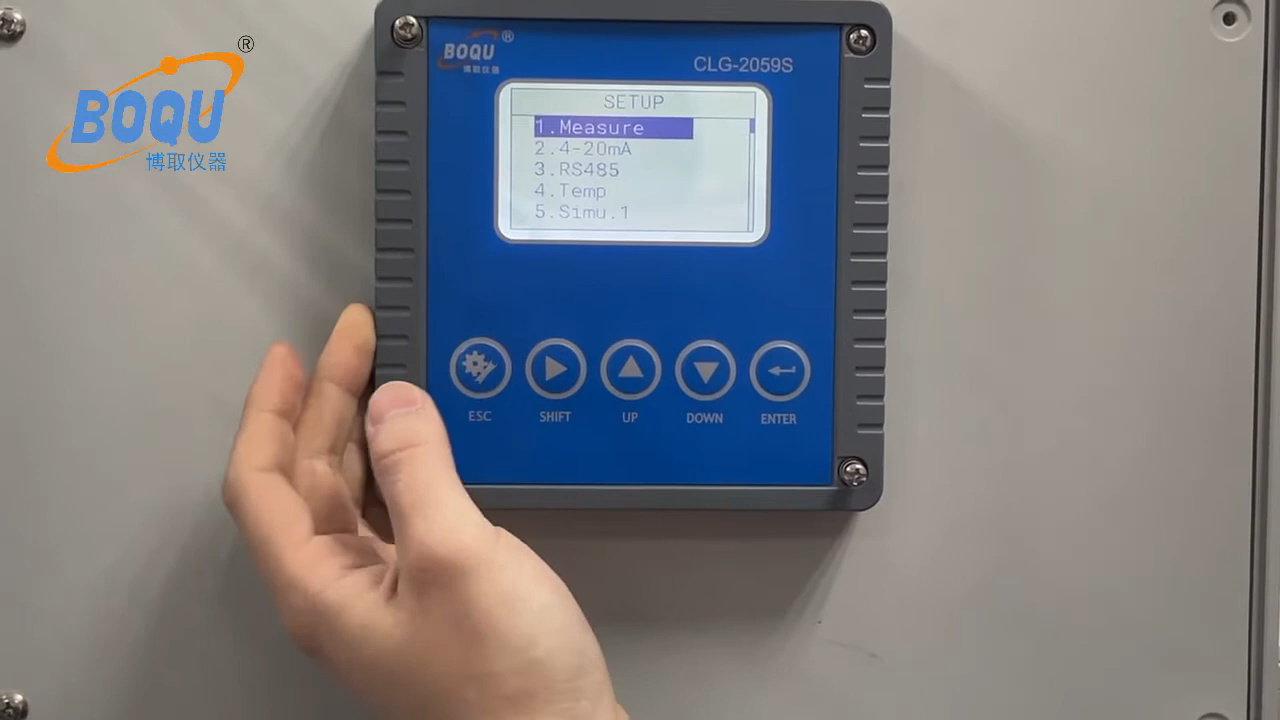 BOQU®
博取仪器
BOQU®
博取仪器
CLG-2059S
SETUP
1.Measure
2.4-20mA
3.RS485
4.Temp
5.Simu.1
ESC
SHIFT
UP
DOWN
ENTER